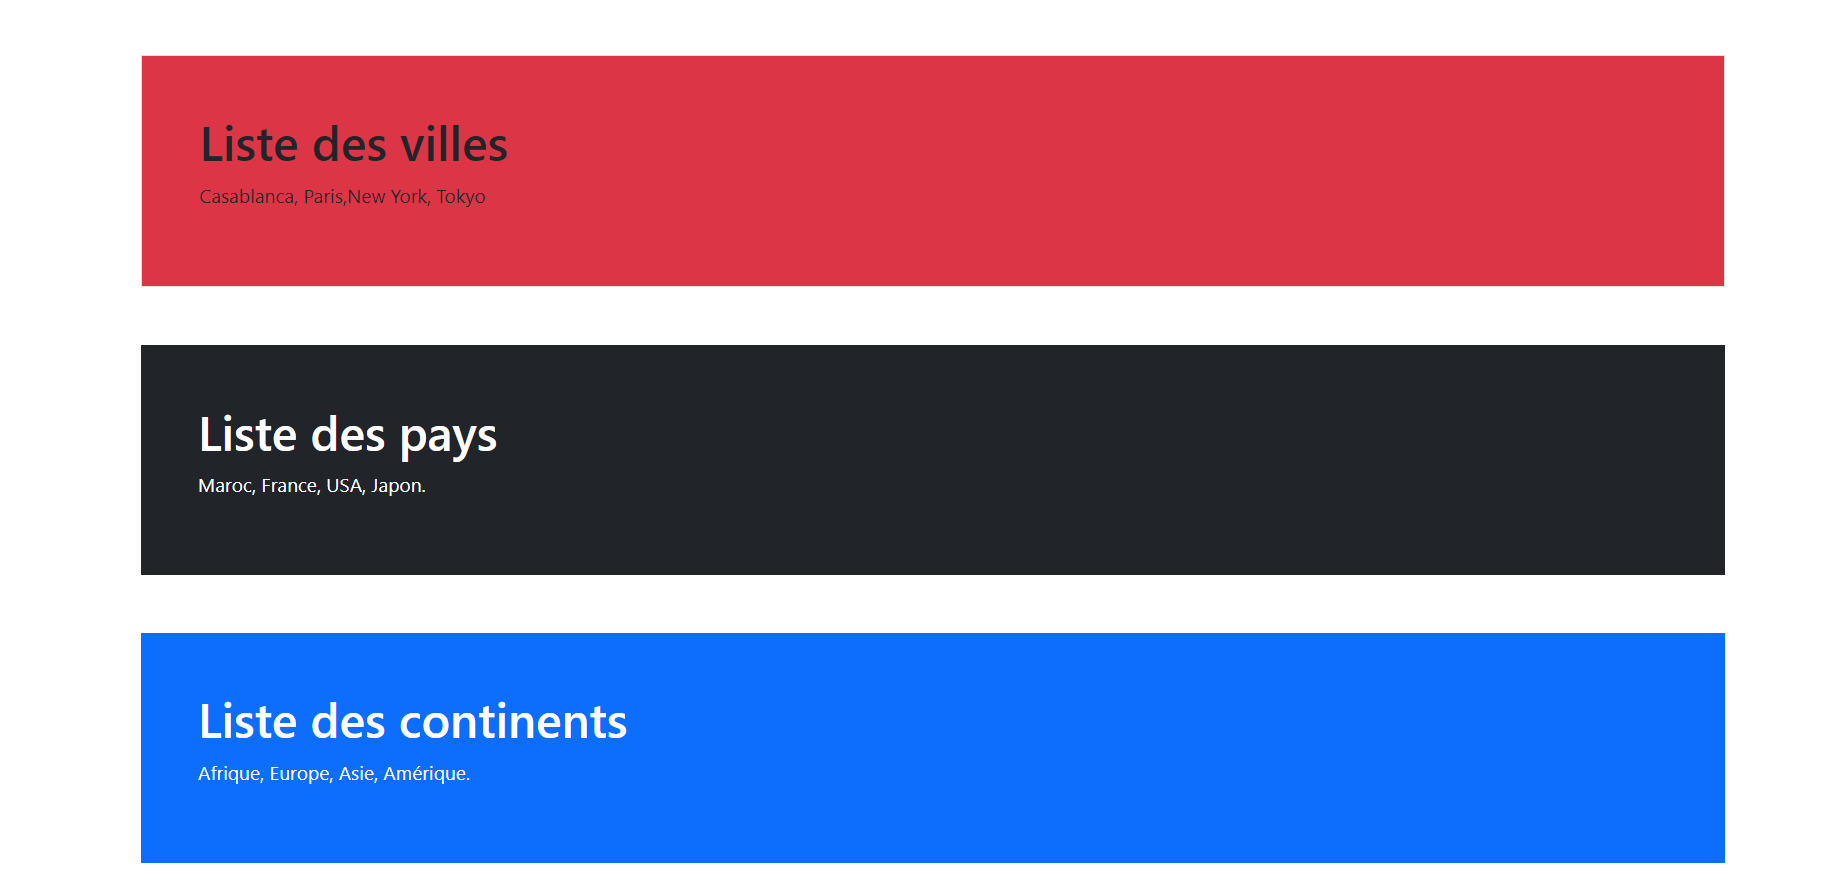 Liste des villes
Casablanca, Paris,New York, Tokyo
Liste des pays
Maroc, France, USA, Japon.
Liste des continents
Afrique, Europe, Asie, Amérique.